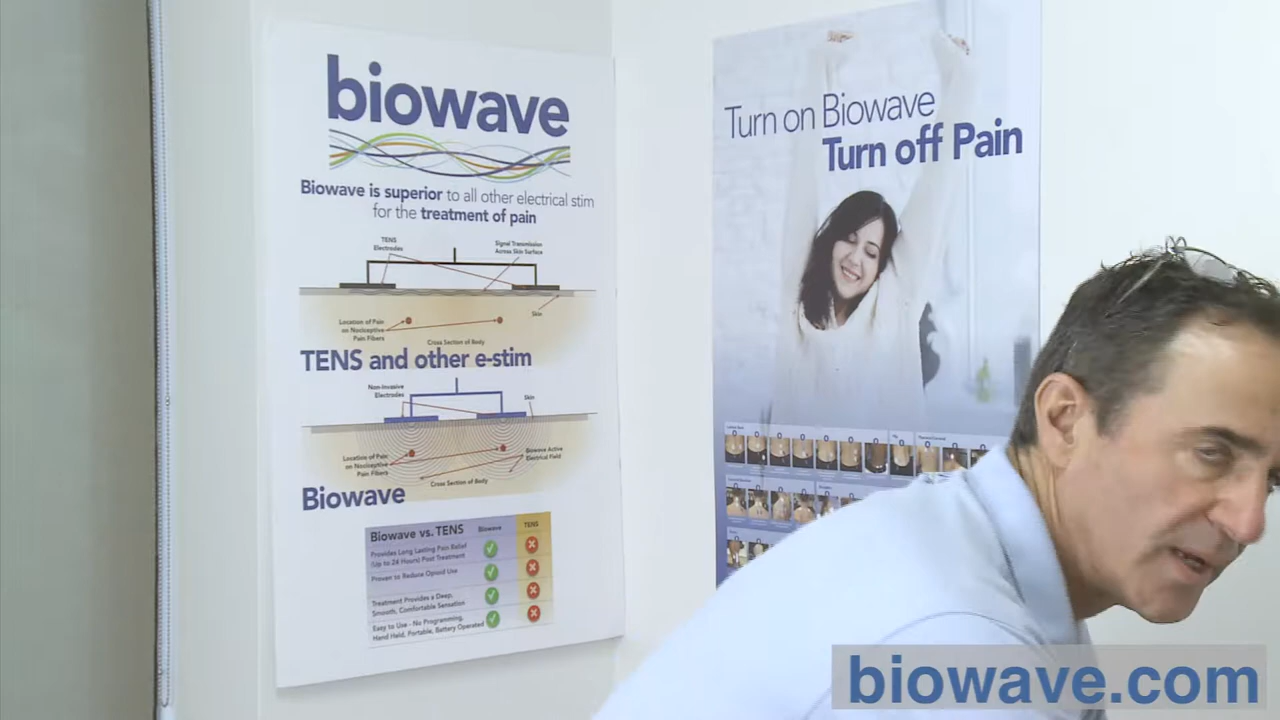 biowave
Biowave is superior to all other electrical stim
for the treatment of pain
TENS
Electrodes
Signal Transmission
Across Skin Surface
Skin
Location of Pain
on Nociceptive
Pain Fibers
Cross Section of Body
TENS and other e-stim
Non-Invasive
Electrodes
Skin
Location of Pain
on Nociceptive
Pain Fibers
Biowave Active
Electrical Field
Cross Section of Body
Biowave
Biowave vs. TENS Biowave TENS
Provides Long Lasting Pain Relief
(Up to 24 Hours) Post Treatment
Proven to Reduce Opioid Use
Treatment Provides a Deep,
Smooth, Comfortable Sensation
Easy to Use - No Programming,
Hand Held, Portable, Battery Operated
Turn on Biowave
Turn off Pain
biowave.com